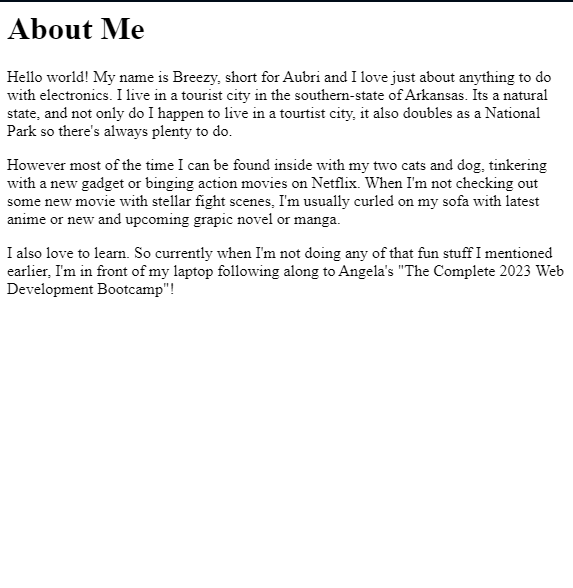 About Me
Hello world! My name is Breezy, short for Aubri and I love just about anything to do
with electronics. I live in a tourist city in the southern-state of Arkansas. Its a natural
state, and not only do I happen to live in a tourtist city, it also doubles as a National
Park so there's always plenty to do.
However most of the time I can be found inside with my two cats and dog, tinkering
with a new gadget or binging action movies on Netflix. When I'm not checking out
some new movie with stellar fight scenes, I'm usually curled on my sofa with latest
anime or new and upcoming grapic novel or manga.
I also love to learn. So currently when I'm not doing any of that fun stuff I mentioned
earlier, I'm in front of my laptop following along to Angela's "The Complete 2023 Web
Development Bootcamp"!